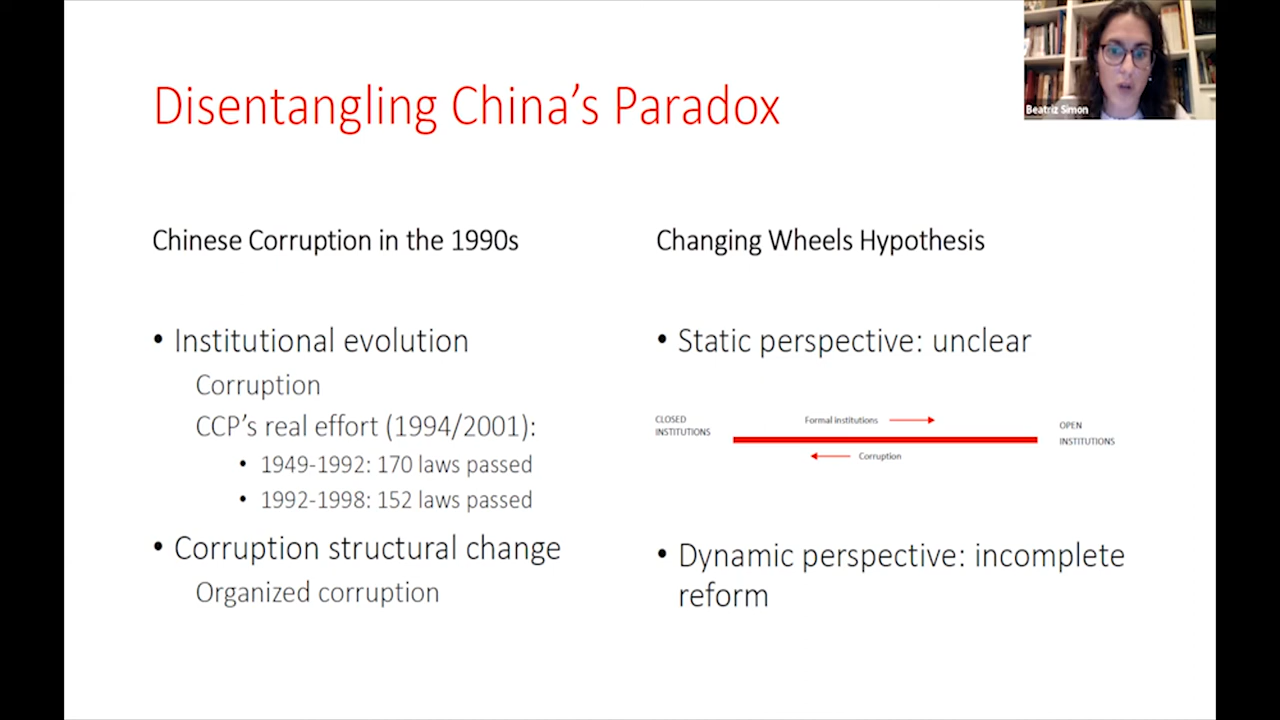 Disentangling China's Paradox
Beatriz Simon
Chinese Corruption in the 1990s
• Institutional evolution
Corruption
CCP's real effort (1994/2001):
• 1949-1992: 170 laws passed
• 1992-1998: 152 laws passed
• Corruption structural change
Organized corruption
Changing Wheels Hypothesis
• Static perspective: unclear
CLOSED
INSTITUTIONS
Formal institutions
Corruption
OPEN
INSTITUTIONS
• Dynamic perspective: incomplete
reform